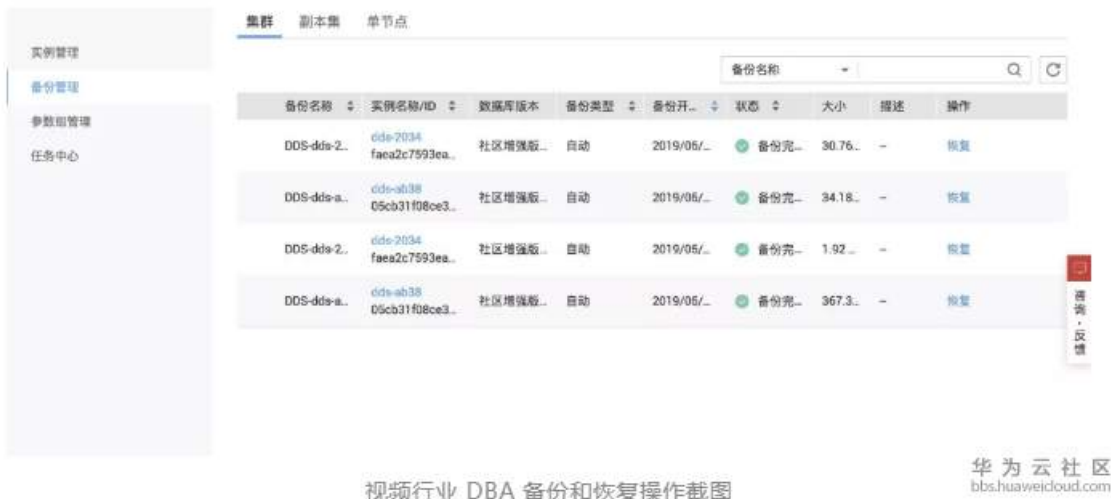 集群 副本集 单节点
实例管理
备份管理
参数组管理
任务中心
备份名称
备份名称 实例名称/ID 数据库版本 备份类型 备份开... 状态 大小 描述 操作
DDS-dds-2... dds-2034 faea2c7593ea... 社区增强版... 自动 2019/06/... 备份完... 30.76... – 恢复
DDS-dds-a... dds-ab38 05cb31f08ce3... 社区增强版... 自动 2019/06/... 备份完... 34.18... – 恢复
DDS-dds-2... dds-2034 faea2c7593ea... 社区增强版... 自动 2019/06/... 备份完... 1.92 ... – 恢复
DDS-dds-a... dds-ab38 05cb31f08ce3... 社区增强版... 自动 2019/06/... 备份完... 367.3... – 恢复
咨询·反馈
视频行业 DBA 备份和恢复操作截图
华为云社区
bbs.huaweicloud.com